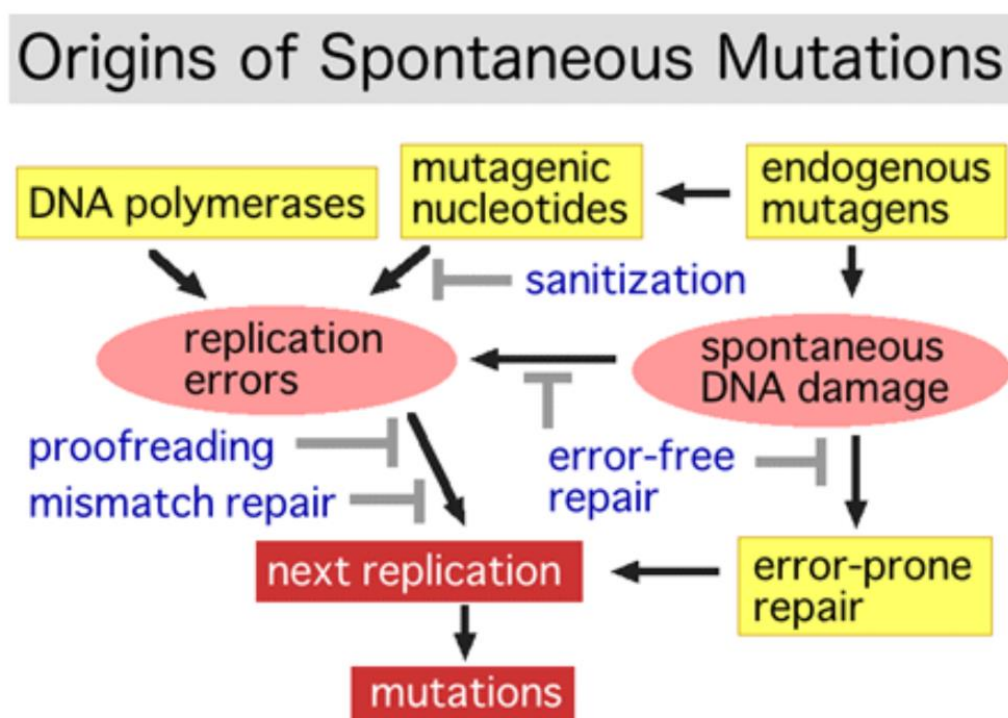 Origins of Spontaneous Mutations
DNA polymerases
mutagenic
nucleotides
endogenous
mutagens
sanitization
replication
errors
spontaneous
DNA damage
proofreading
mismatch repair
error-free
repair
next replication
error-prone
repair
mutations